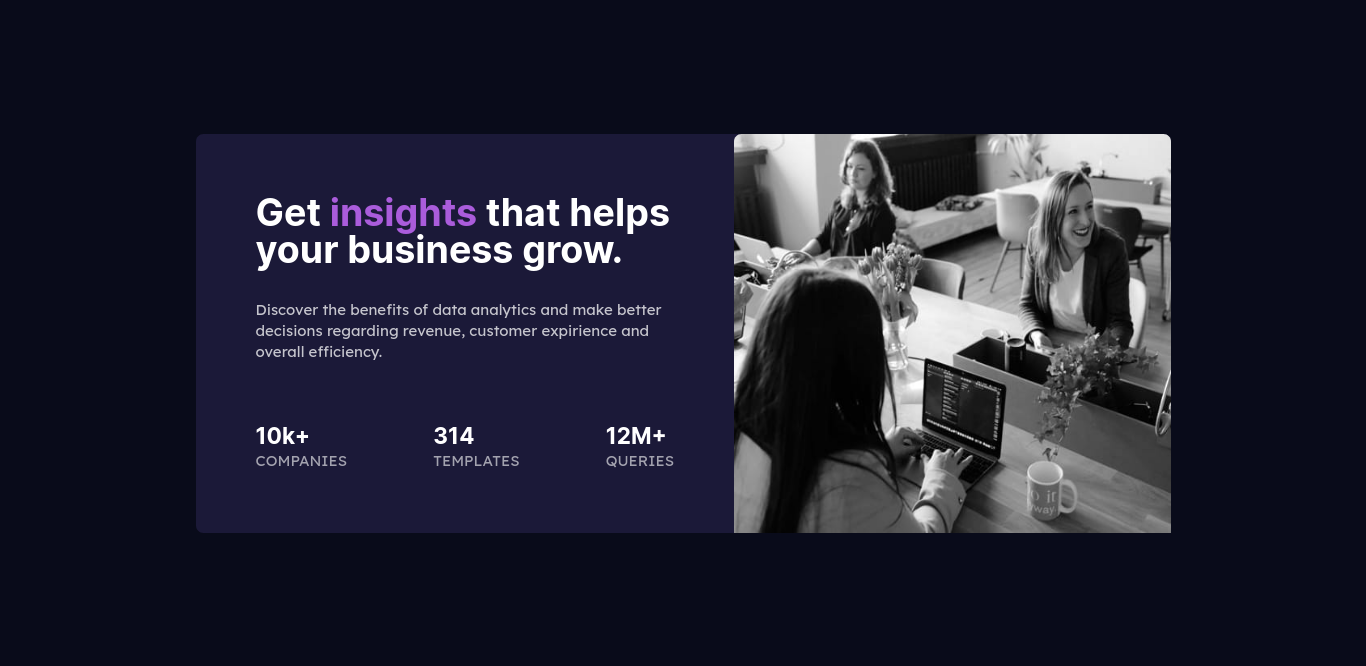 Get insights that helps
your business grow.
Discover the benefits of data analytics and make better
decisions regarding revenue, customer expirience and
overall efficiency.
10k+ 314 12M+
COMPANIES TEMPLATES QUERIES